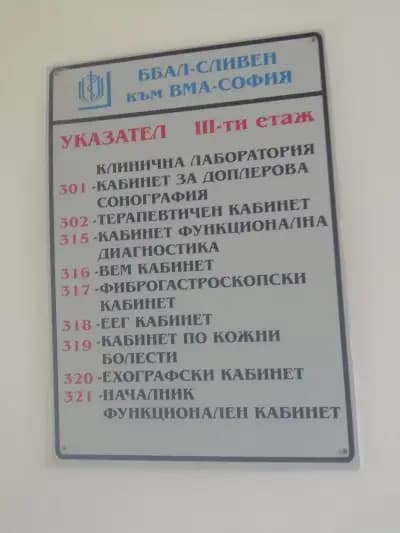 ББАЛ-СЛИВЕН
КЪМ ВМА-СОФИЯ
УКАЗАТЕЛ III-ти етаж
КЛИНИЧНА ЛАБОРАТОРИЯ
301-КАБИНЕТ ЗА ДОПЛЕРОВА
СОНОГРАФИЯ
302-ТЕРАПЕВТИЧЕН КАБИНЕТ
315-КАБИНЕТ ФУНКЦИОНАЛНА
ДИАГНОСТИКА
316-ВЕМ КАБИНЕТ
317-ФИБРОГАСТРОСКОПСКИ
КАБИНЕТ
318-ЕЕГ КАБИНЕТ
319-КАБИНЕТ ПО КОЖНИ
БОЛЕСТИ
320-ЕХОГРАФСКИ КАБИНЕТ
321-НАЧАЛНИК
ФУНКЦИОНАЛЕН КАБИНЕТ